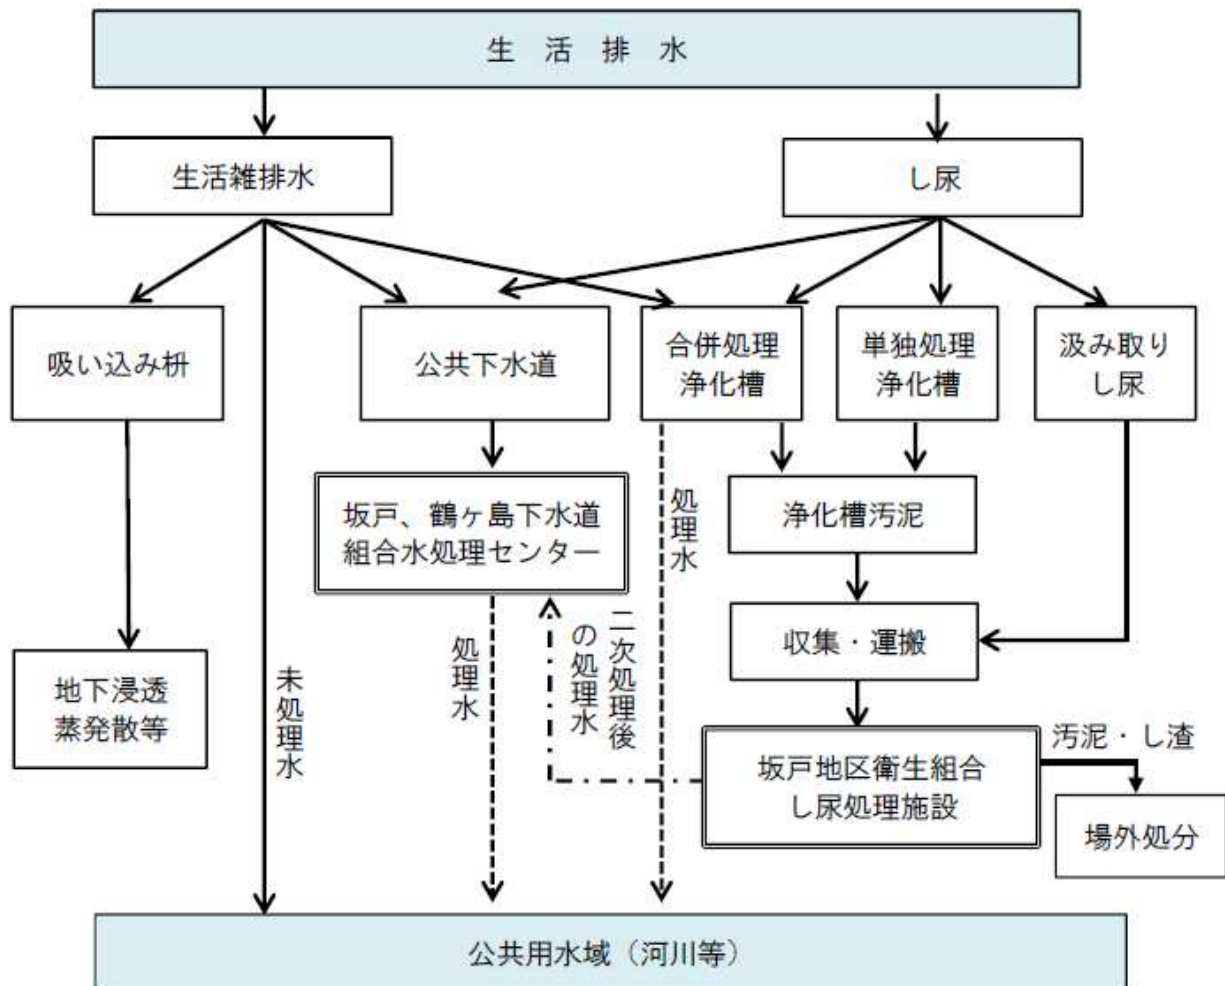 生活排水
生活雑排水
し尿
吸い込み枡
公共下水道
合併処理
浄化槽
単独処理
浄化槽
汲み取り
し尿
坂戸、鶴ヶ島下水道
組合水処理センター
処理水
浄化槽汚泥
収集・運搬
地下浸透
蒸発散等
未処理水
処理水
二次処理後
の処理水
坂戸地区衛生組合
し尿処理施設
汚泥・し渣
場外処分
公共用水域（河川等）